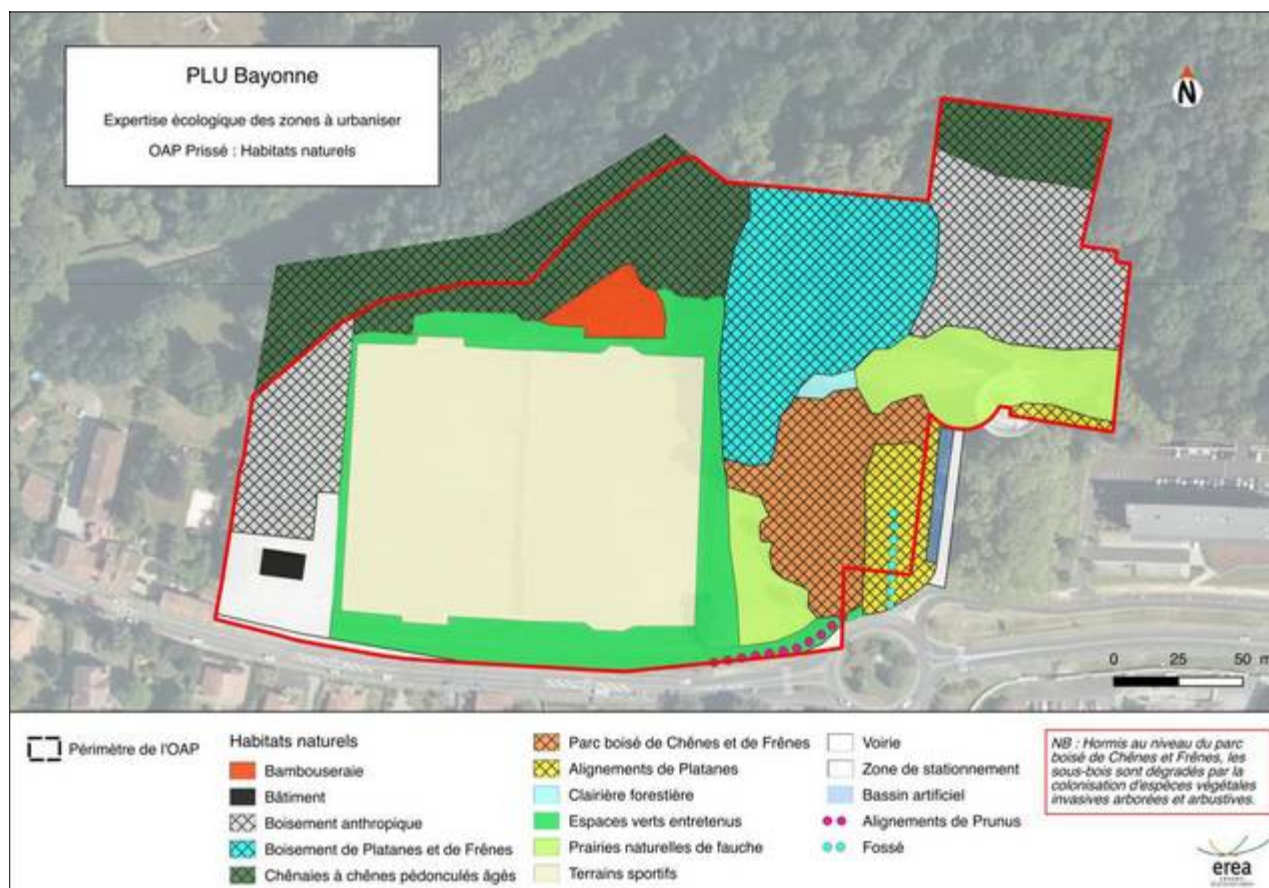 PLU Bayonne
Expertise écologique des zones à urbaniser
OAP Prissé : Habitats naturels
N
0 25 50 m
Périmètre de l'OAP
Habitats naturels
Bambouseraie
Bâtiment
Boisement anthropique
Boisement de Platanes et de Frênes
Chênaies à chênes pédonculés âgès
Parc boisé de Chênes et de Frênes
Alignements de Platanes
Clairière forestière
Espaces verts entretenus
Prairies naturelles de fauche
Terrains sportifs
Voirie
Zone de stationnement
Bassin artificiel
Alignements de Prunus
Fossé
NB : Hormis au niveau du parc
boisé de Chênes et Frênes, les
sous-bois sont dégradés par la
colonisation d'espèces végétales
invasives arborées et arbustives.
erea